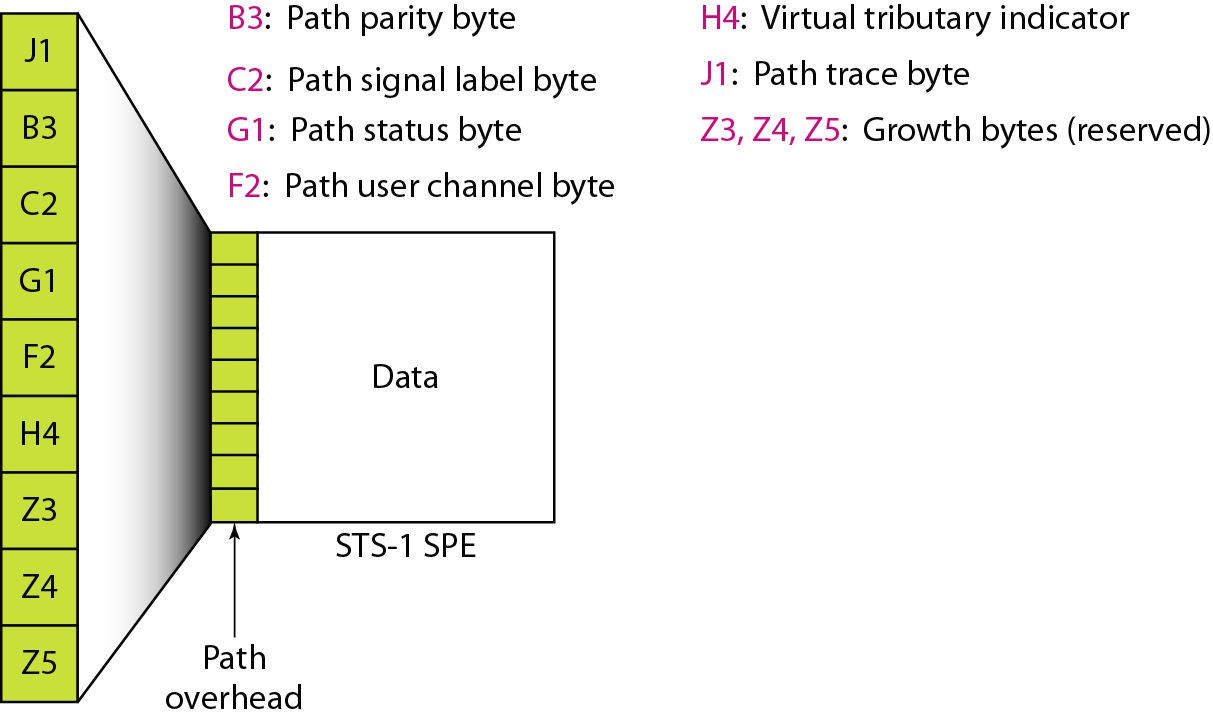 J1
B3
C2
G1
F2
H4
Z3
Z4
Z5
B3: Path parity byte
C2: Path signal label byte
G1: Path status byte
F2: Path user channel byte
H4: Virtual tributary indicator
J1: Path trace byte
Z3, Z4, Z5: Growth bytes (reserved)
Data
STS-1 SPE
Path
overhead